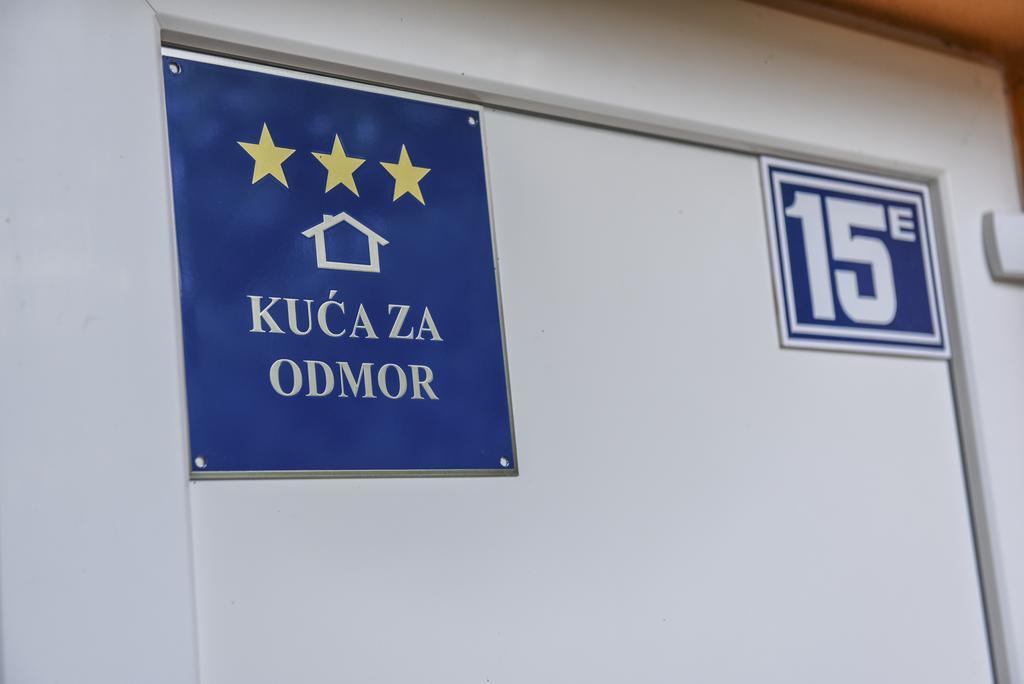 KUĆA ZA
ODMOR
15E